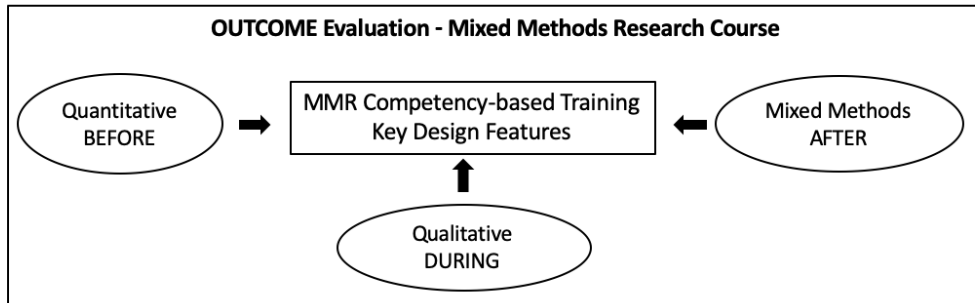 OUTCOME Evaluation - Mixed Methods Research Course
Quantitative
BEFORE
MMR Competency-based Training
Key Design Features
Mixed Methods
AFTER
Qualitative
DURING